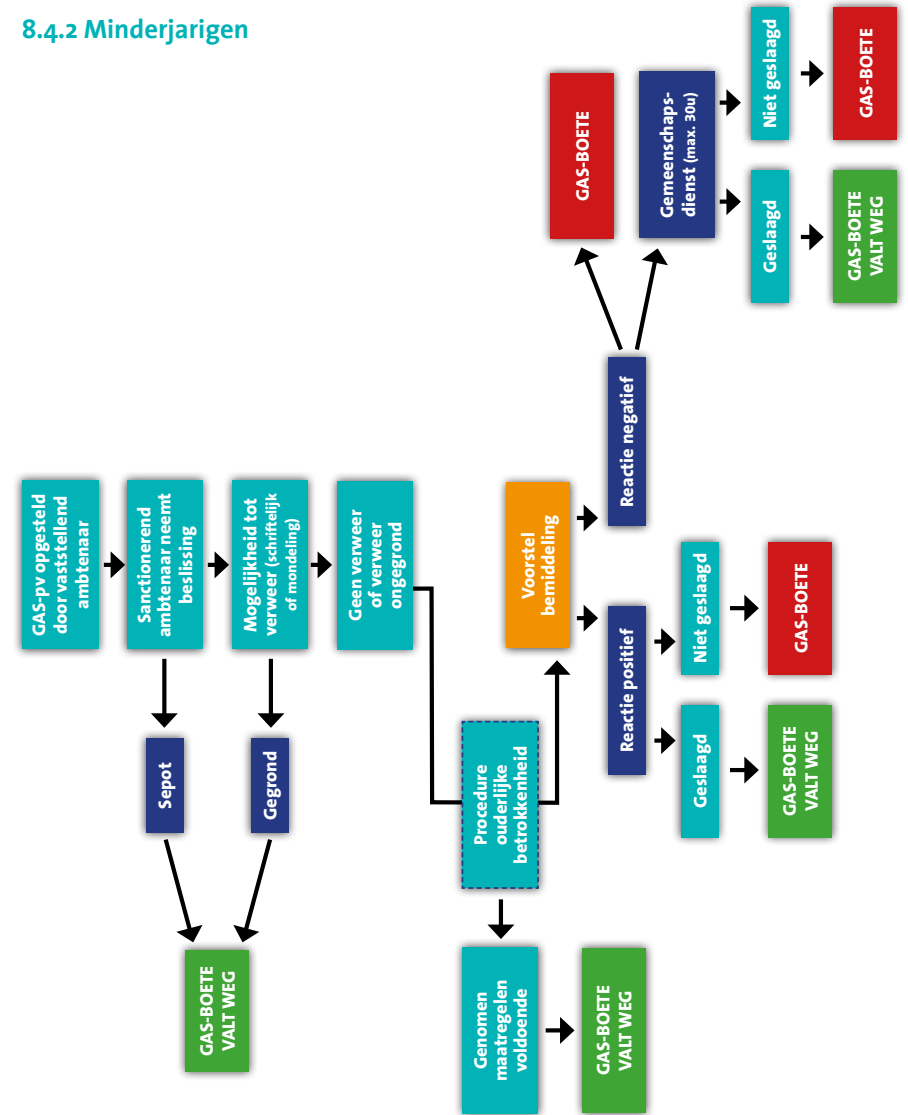 8.4.2 Minderjarigen
GAS-pv opgesteld
door vaststellend
ambtenaar
Sanctionerend
ambtenaar neemt
beslissing
Sepot
Mogelijkheid tot
verweer (schriftelijk
of mondeling)
Gegrond
GAS-BOETE
VALT WEG
Geen verweer
of verweer
ongegrond
Procedure
ouderlijke
betrokkenheid
Genomen
maatregelen
voldoende
GAS-BOETE
VALT WEG
Voorstel
bemiddeling
Reactie positief
Geslaagd
GAS-BOETE
VALT WEG
Niet geslaagd
GAS-BOETE
Reactie negatief
GAS-BOETE
Gemeenschaps-
dienst (max. 30u)
Geslaagd
GAS-BOETE
VALT WEG
Niet geslaagd
GAS-BOETE